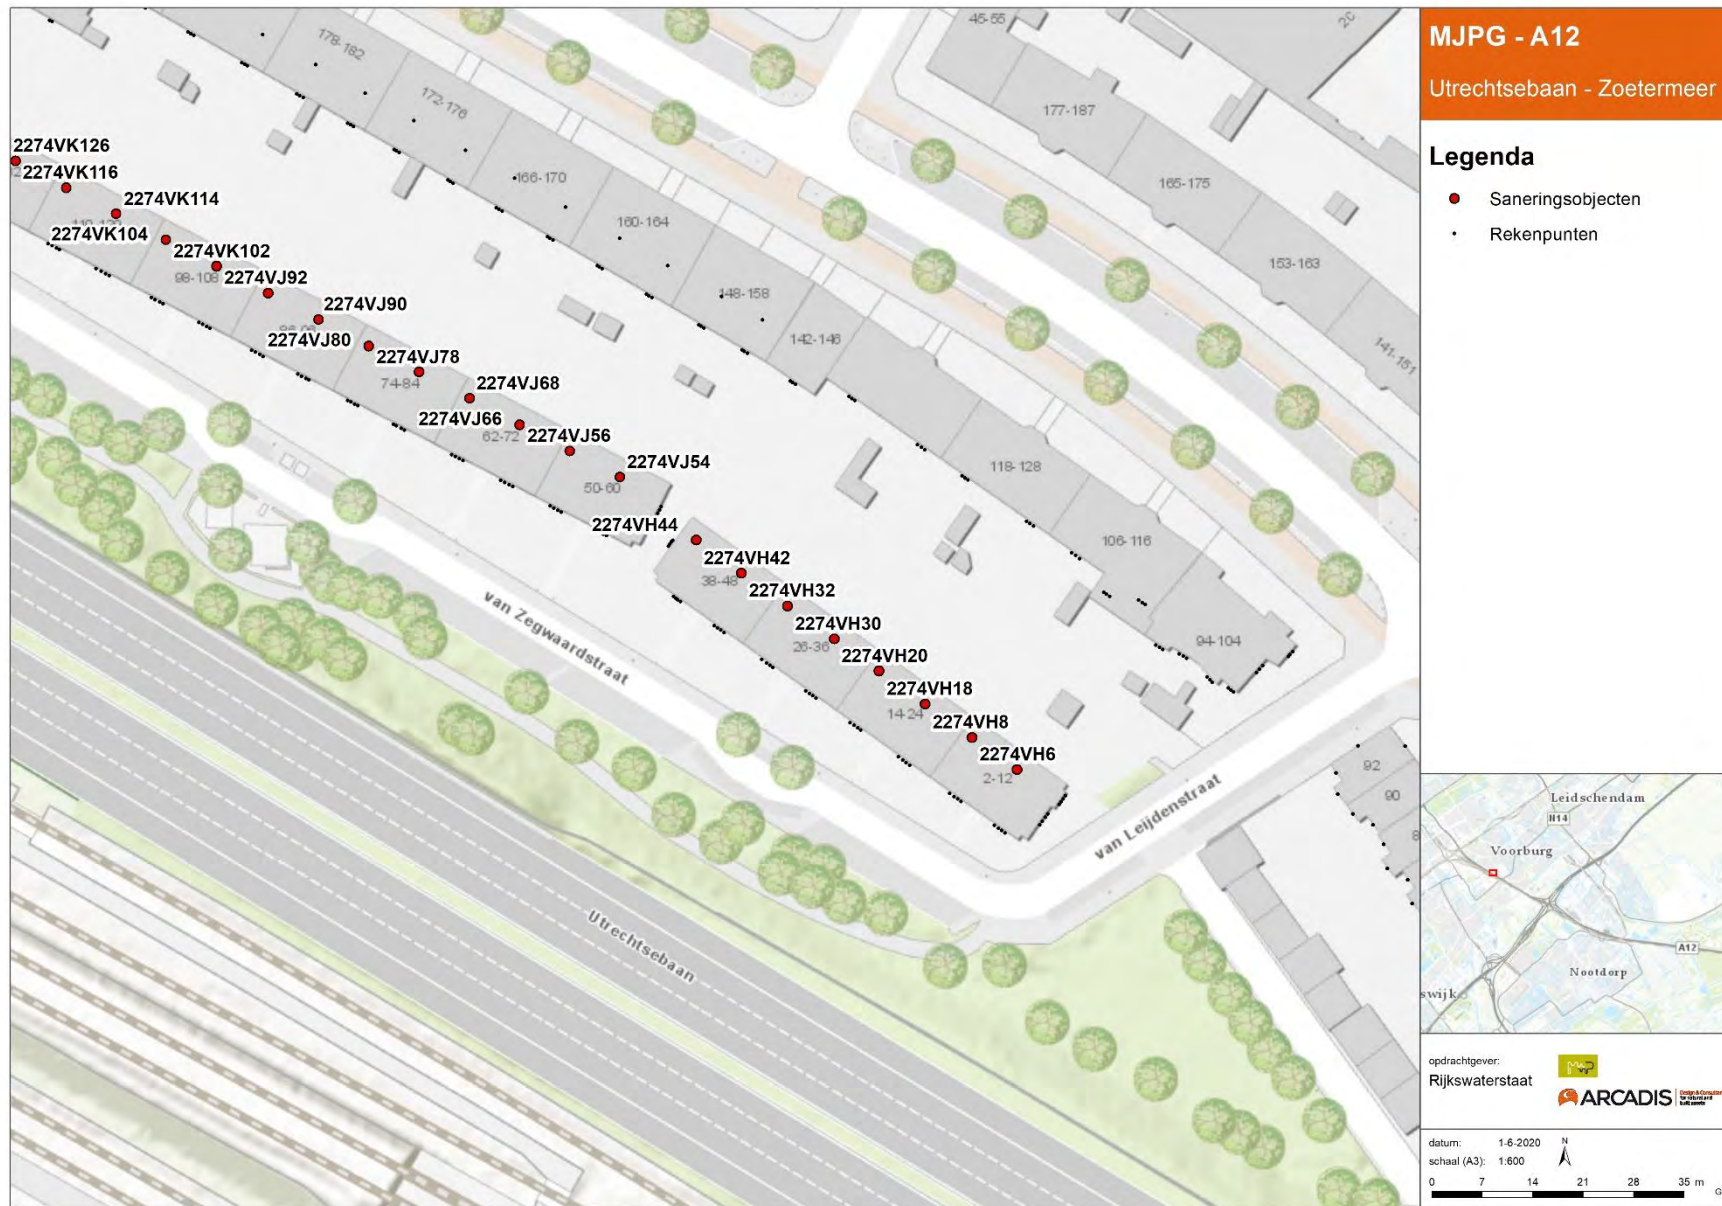 MJPG - A12
Utrechtsebaan - Zoetermeer
Legenda
Saneringsobjecten
Rekenpunten
45-55
2C
178-182
172-176
177-187
166-170
165-175
160-164
153-163
148-158
142-146
141-151
118-128
106-116
94-104
2274VK126
2274VK116
2274VK114
2274VK104
2274VK102
98-108
2274VJ92
2274VJ90
2274VJ80
2274VJ78
74-84
2274VJ68
2274VJ66
62-72
2274VJ56
2274VJ54
50-60
2274VH44
2274VH42
38-48
2274VH32
2274VH30
26-36
2274VH20
2274VH18
14-24
2274VH8
2274VH6
2-12
92
90
van Zegwaardstraat
van Leijdenstraat
Utrechtsebaan
Leidschendam
N14
Voorburg
A12
Nootdorp
swijk
opdrachtgever:
Rijkswaterstaat
ARCADIS
datum: 1-6-2020
N
schaal (A3): 1:600
0 7 14 21 28 35 m
G